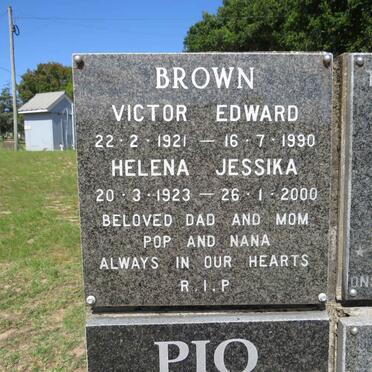 BROWN
VICTOR EDWARD
22·2·1921 — 16·7·1990
HELENA JESSIKA
20·3·1923 — 26·1·2000
BELOVED DAD AND MOM
POP AND NANA
ALWAYS IN OUR HEARTS
R.I.P
PIO